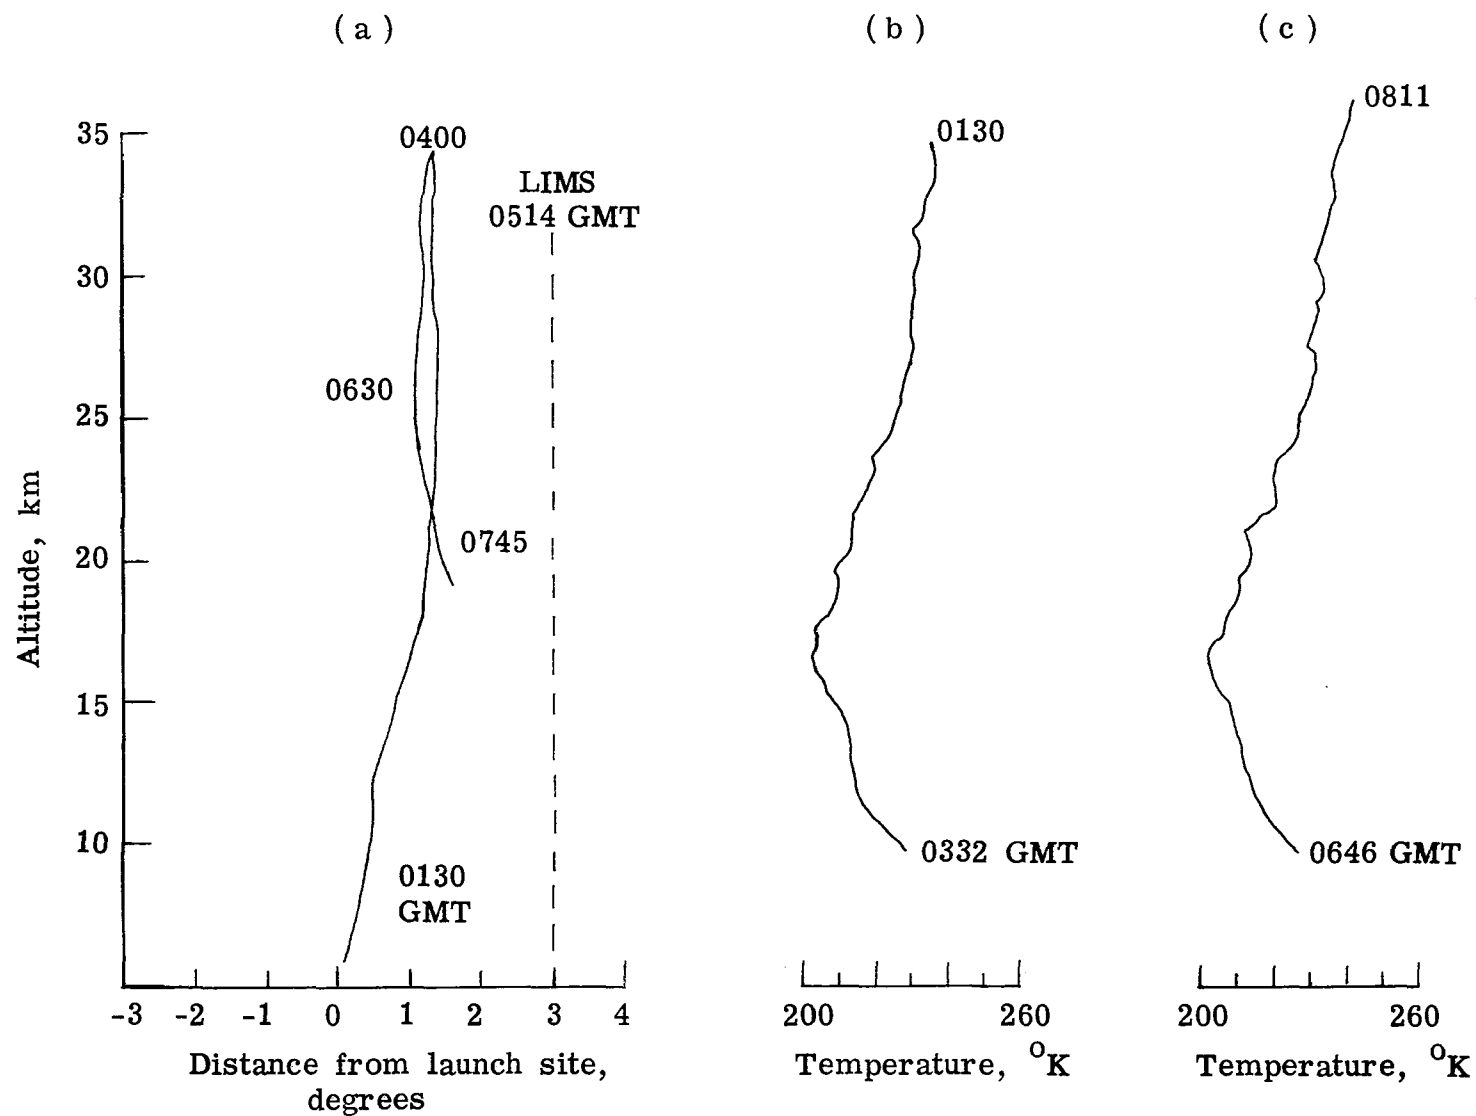 ( a )
( b )
( c )
35
30
25
20
15
10
Altitude, km
0400
LIMS
0514 GMT
0630
0745
0130
GMT
-3 -2 -1 0 1 2 3 4
Distance from launch site,
degrees
0130
0332 GMT
200 260
Temperature, ᴼK
0811
0646 GMT
200 260
Temperature, ᴼK